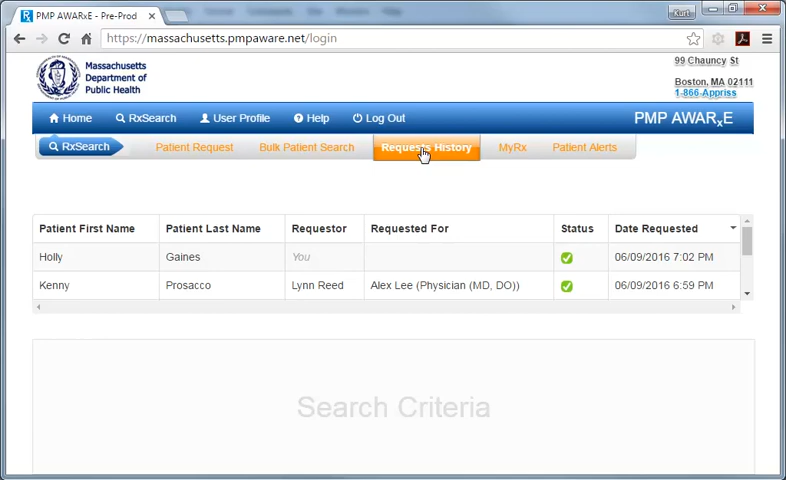 PMP AWARxE - Pre-Prod
Kurt
https://massachusetts.pmpaware.net/login
Massachusetts
Department of
Public Health
99 Chauncy St
Boston, MA 02111
1-866-Appriss
Home RxSearch User Profile Help Log Out PMP AWARxE
RxSearch Patient Request Bulk Patient Search Requests History MyRx Patient Alerts
Patient First Name Patient Last Name Requestor Requested For Status Date Requested
Holly Gaines You 06/09/2016 7:02 PM
Kenny Prosacco Lynn Reed Alex Lee (Physician (MD, DO)) 06/09/2016 6:59 PM
Search Criteria